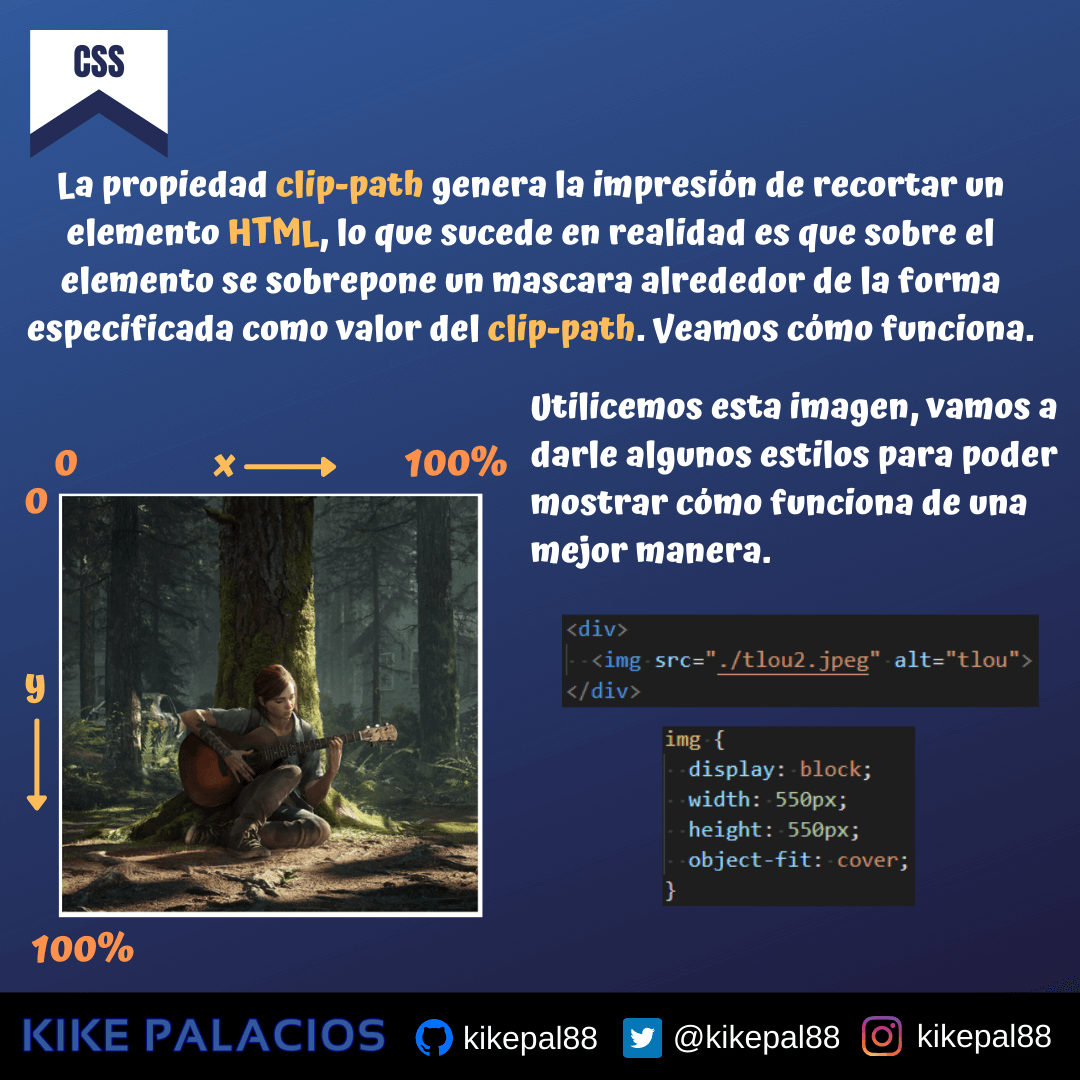 CSS
La propiedad clip-path genera la impresión de recortar un
elemento HTML, lo que sucede en realidad es que sobre el
elemento se sobrepone un mascara alrededor de la forma
especificada como valor del clip-path. Veamos cómo funciona.
Utilicemos esta imagen, vamos a
darle algunos estilos para poder
mostrar cómo funciona de una
mejor manera.
0 x 100%
0
y
100%
<div>
<img src="./tlou2.jpeg" alt="tlou">
</div>
img {
display: block;
width: 550px;
height: 550px;
object-fit: cover;
}
KIKE PALACIOS kikepal88 @kikepal88 kikepal88